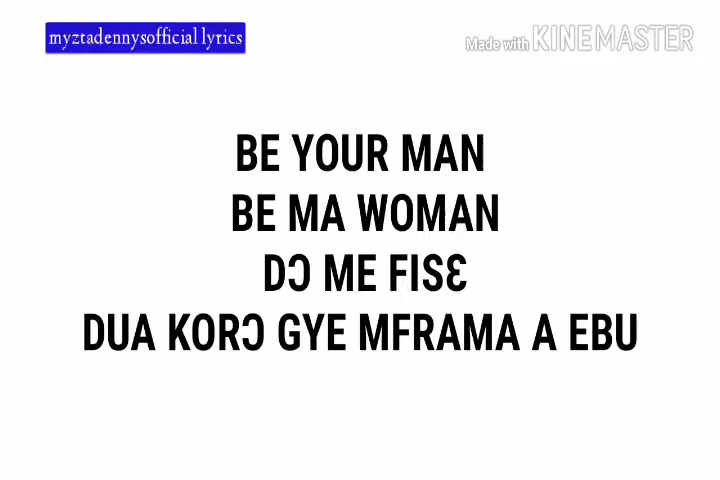 myztadennysofficial lyrics
Made with KINEMASTER
BE YOUR MAN
BE MA WOMAN
DƆ ME FISƐ
DUA KORƆ GYE MFRAMA A EBU